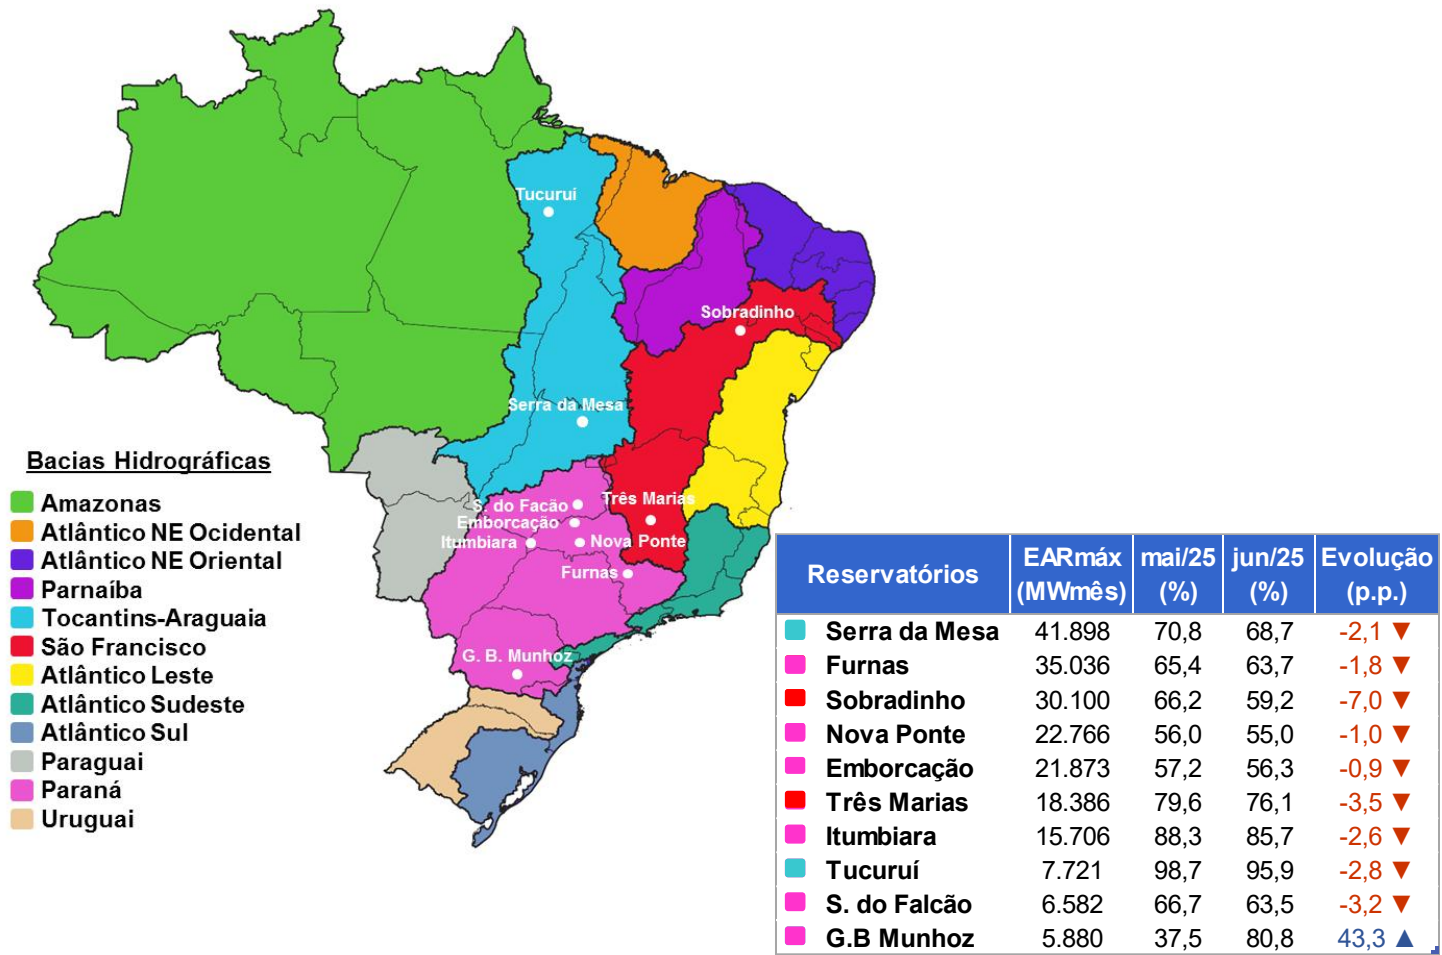 Tucuruí
Sobradinho
Serra da Mesa
Três Marias
S. do Facão
Emborcação
Itumbiara
Nova Ponte
Furnas
G. B. Munhoz
Bacias Hidrográficas
Amazonas
Atlântico NE Ocidental
Atlântico NE Oriental
Parnaíba
Tocantins-Araguaia
São Francisco
Atlântico Leste
Atlântico Sudeste
Atlântico Sul
Paraguai
Paraná
Uruguai
Reservatórios EARmáx (MWmês) mai/25 (%) jun/25 (%) Evolução (p.p.)
Serra da Mesa 41.898 70,8 68,7 -2,1 ▼
Furnas 35.036 65,4 63,7 -1,8 ▼
Sobradinho 30.100 66,2 59,2 -7,0 ▼
Nova Ponte 22.766 56,0 55,0 -1,0 ▼
Emborcação 21.873 57,2 56,3 -0,9 ▼
Três Marias 18.386 79,6 76,1 -3,5 ▼
Itumbiara 15.706 88,3 85,7 -2,6 ▼
Tucuruí 7.721 98,7 95,9 -2,8 ▼
S. do Falcão 6.582 66,7 63,5 -3,2 ▼
G.B Munhoz 5.880 37,5 80,8 43,3 ▲